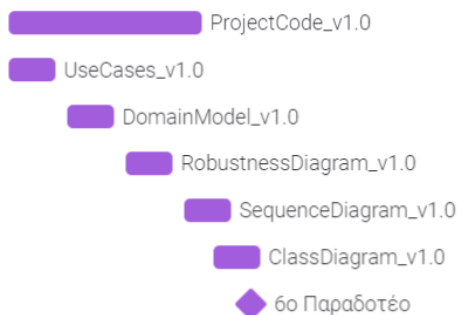 ProjectCode_v1.0
UseCases_v1.0
DomainModel_v1.0
RobustnessDiagram_v1.0
SequenceDiagram_v1.0
ClassDiagram_v1.0
6ο Παραδοτέο